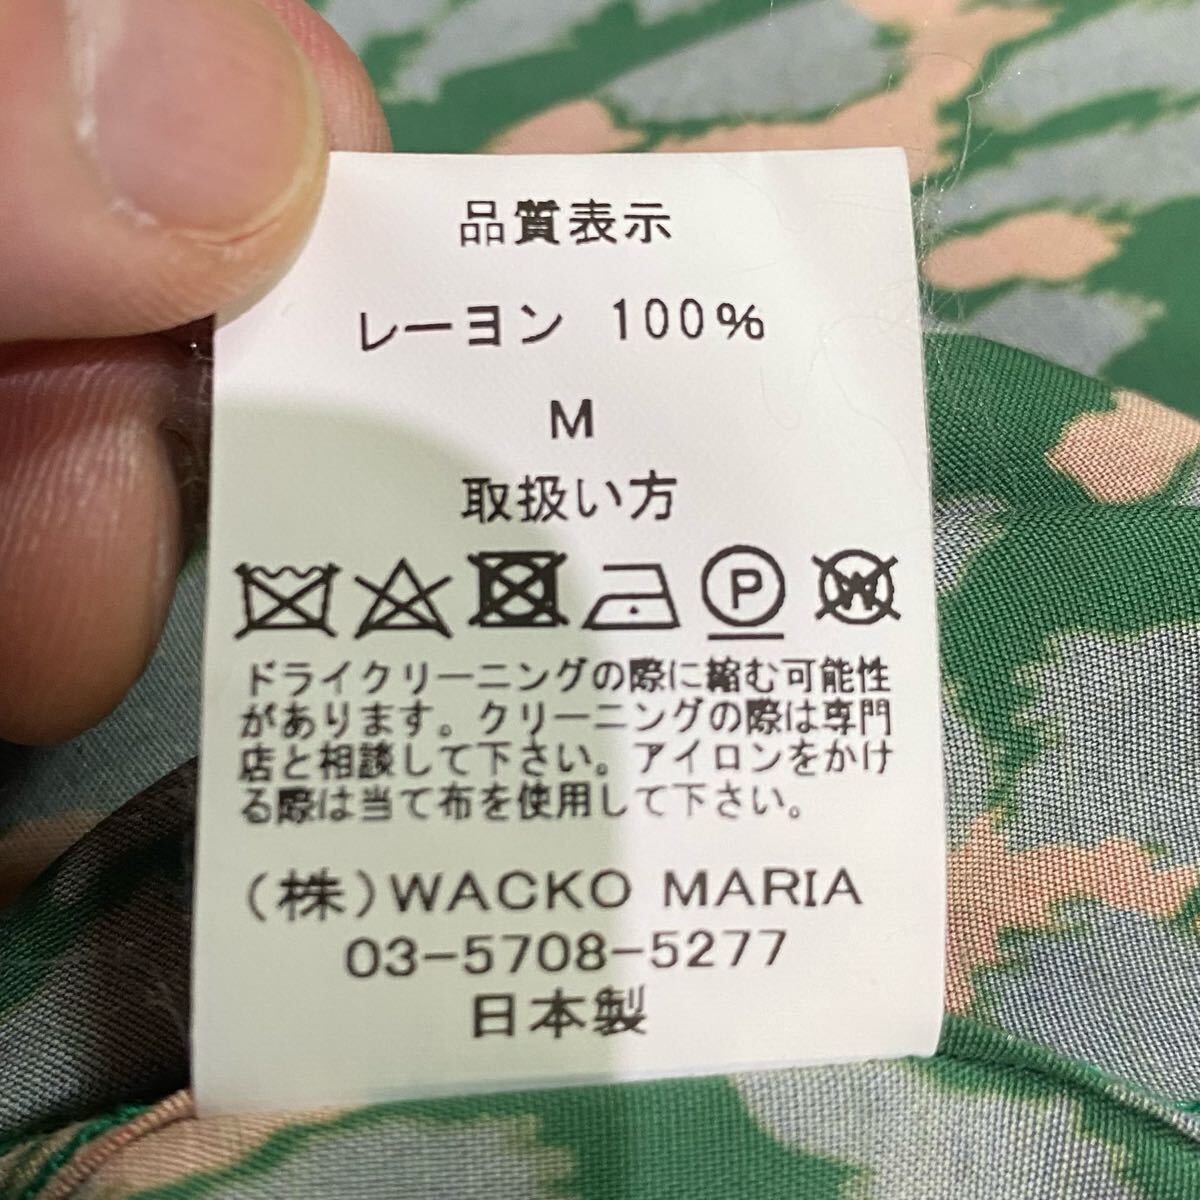 品質表示
レーヨン 100%
M
取扱い方
P W
ドライクリーニングの際に縮む可能性
があります。クリーニングの際は専門
店と相談して下さい。アイロンをかけ
る際は当て布を使用して下さい。
(株)WACKO MARIA
03-5708-5277
日本製